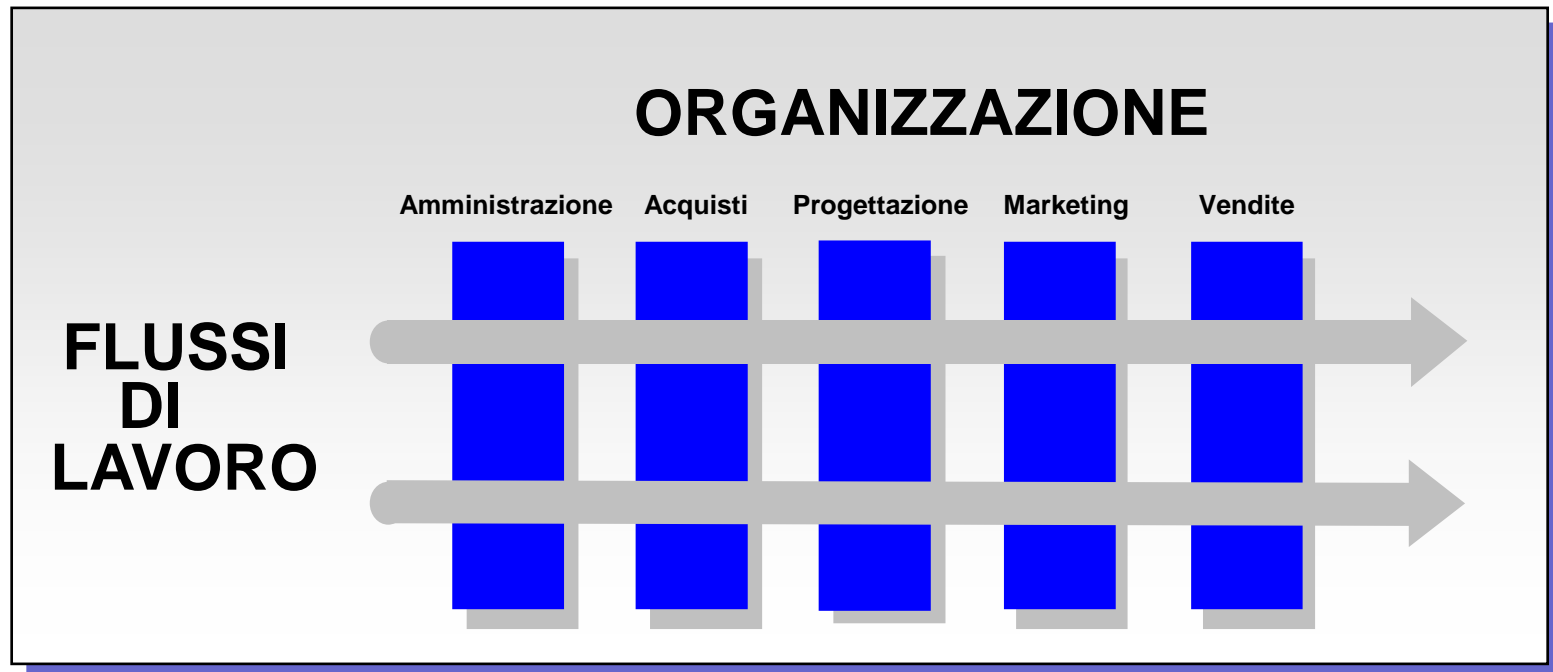 ORGANIZZAZIONE
Amministrazione Acquisti Progettazione Marketing Vendite
FLUSSI
DI
LAVORO